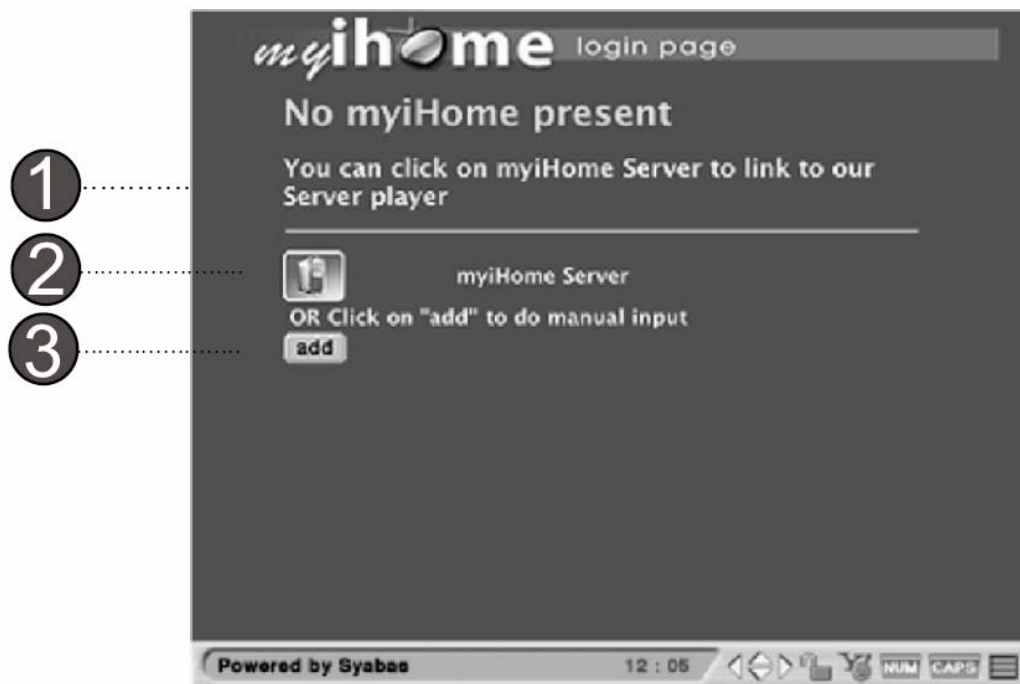 myihome login page
No myiHome present
You can click on myiHome Server to link to our
Server player
1
2
myiHome Server
OR Click on "add" to do manual input
3
add
Powered by Syabas 12 : 05 NUM CAPS